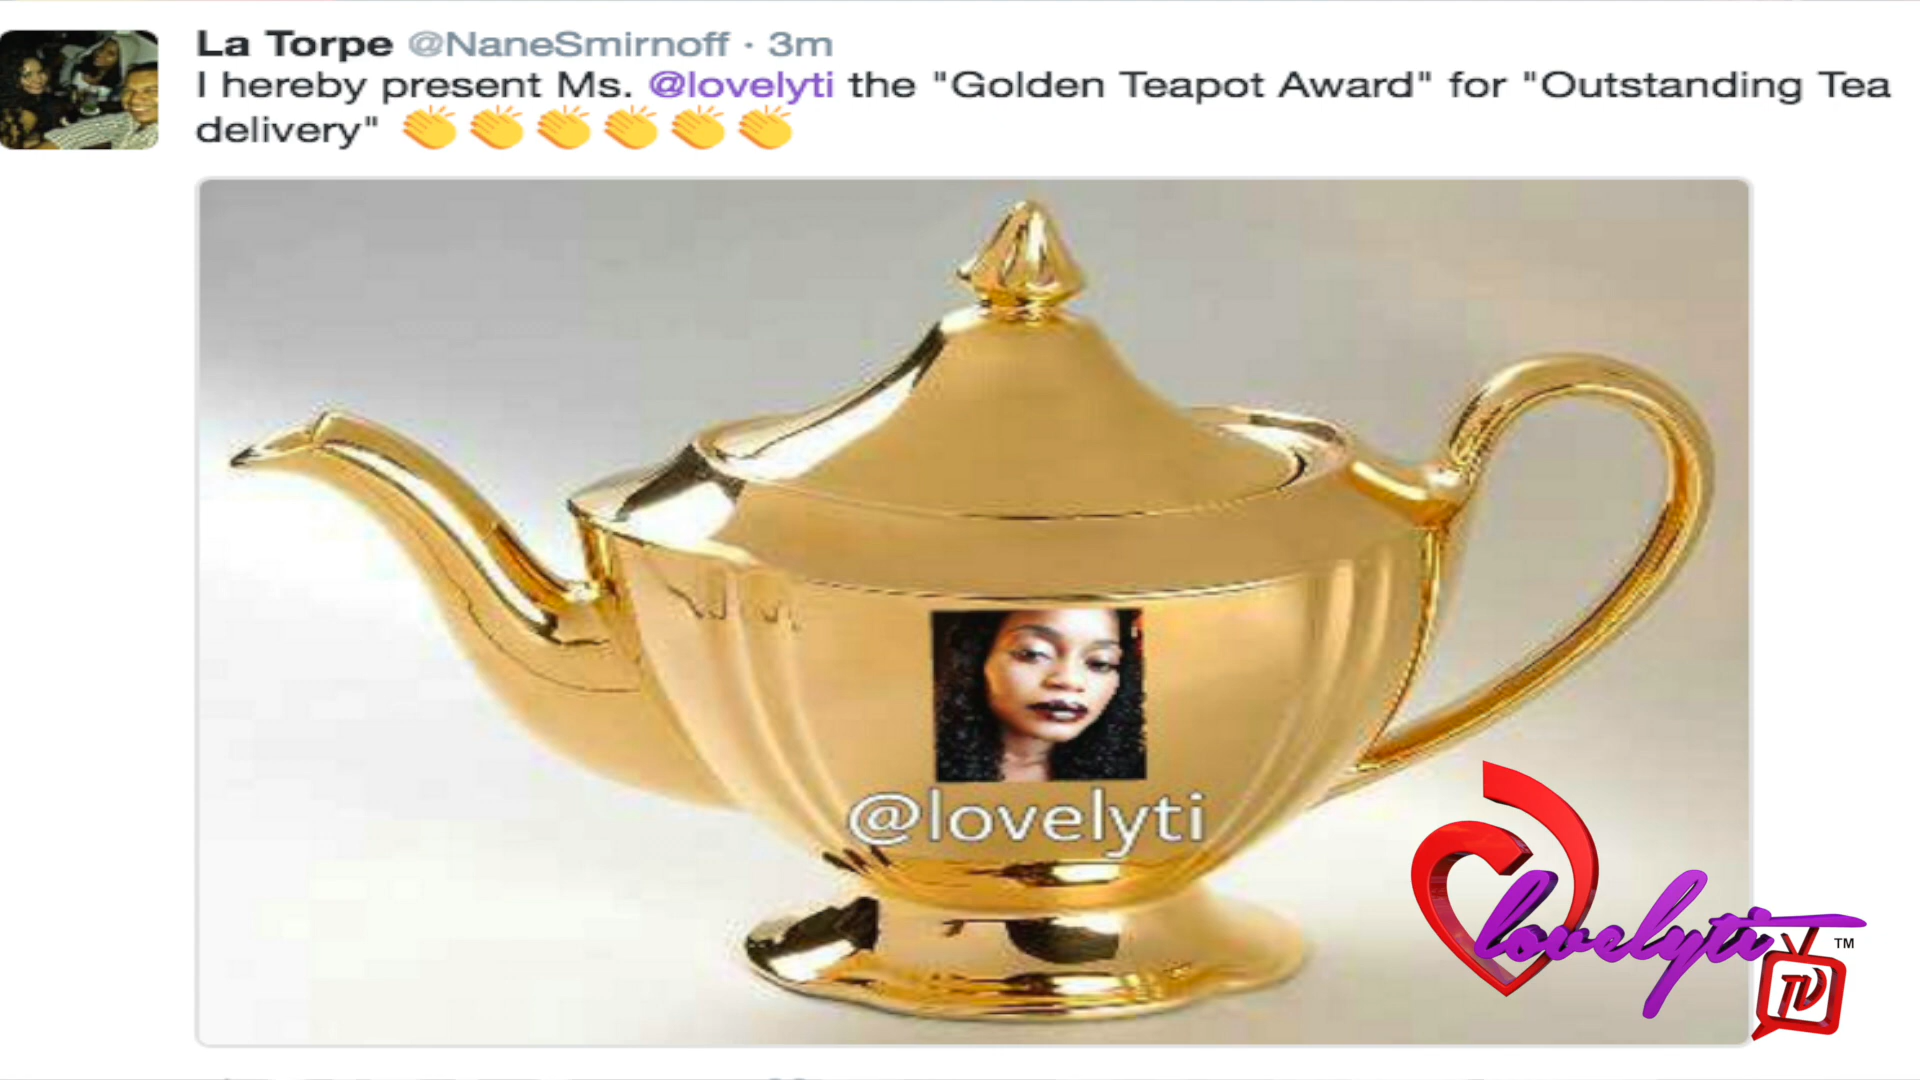 La Torpe @NaneSmirnoff · 3m
I hereby present Ms. @lovelyti the "Golden Teapot Award" for "Outstanding Tea
delivery" 👏👏👏👏👏👏
@lovelyti
lovelyti
TM
TV